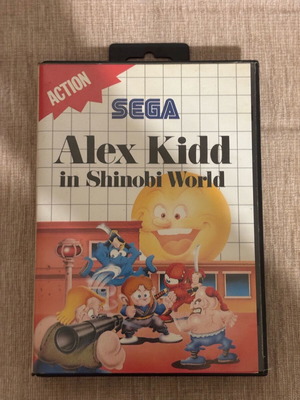 ACTION
SEGA
Alex Kidd
in Shinobi World